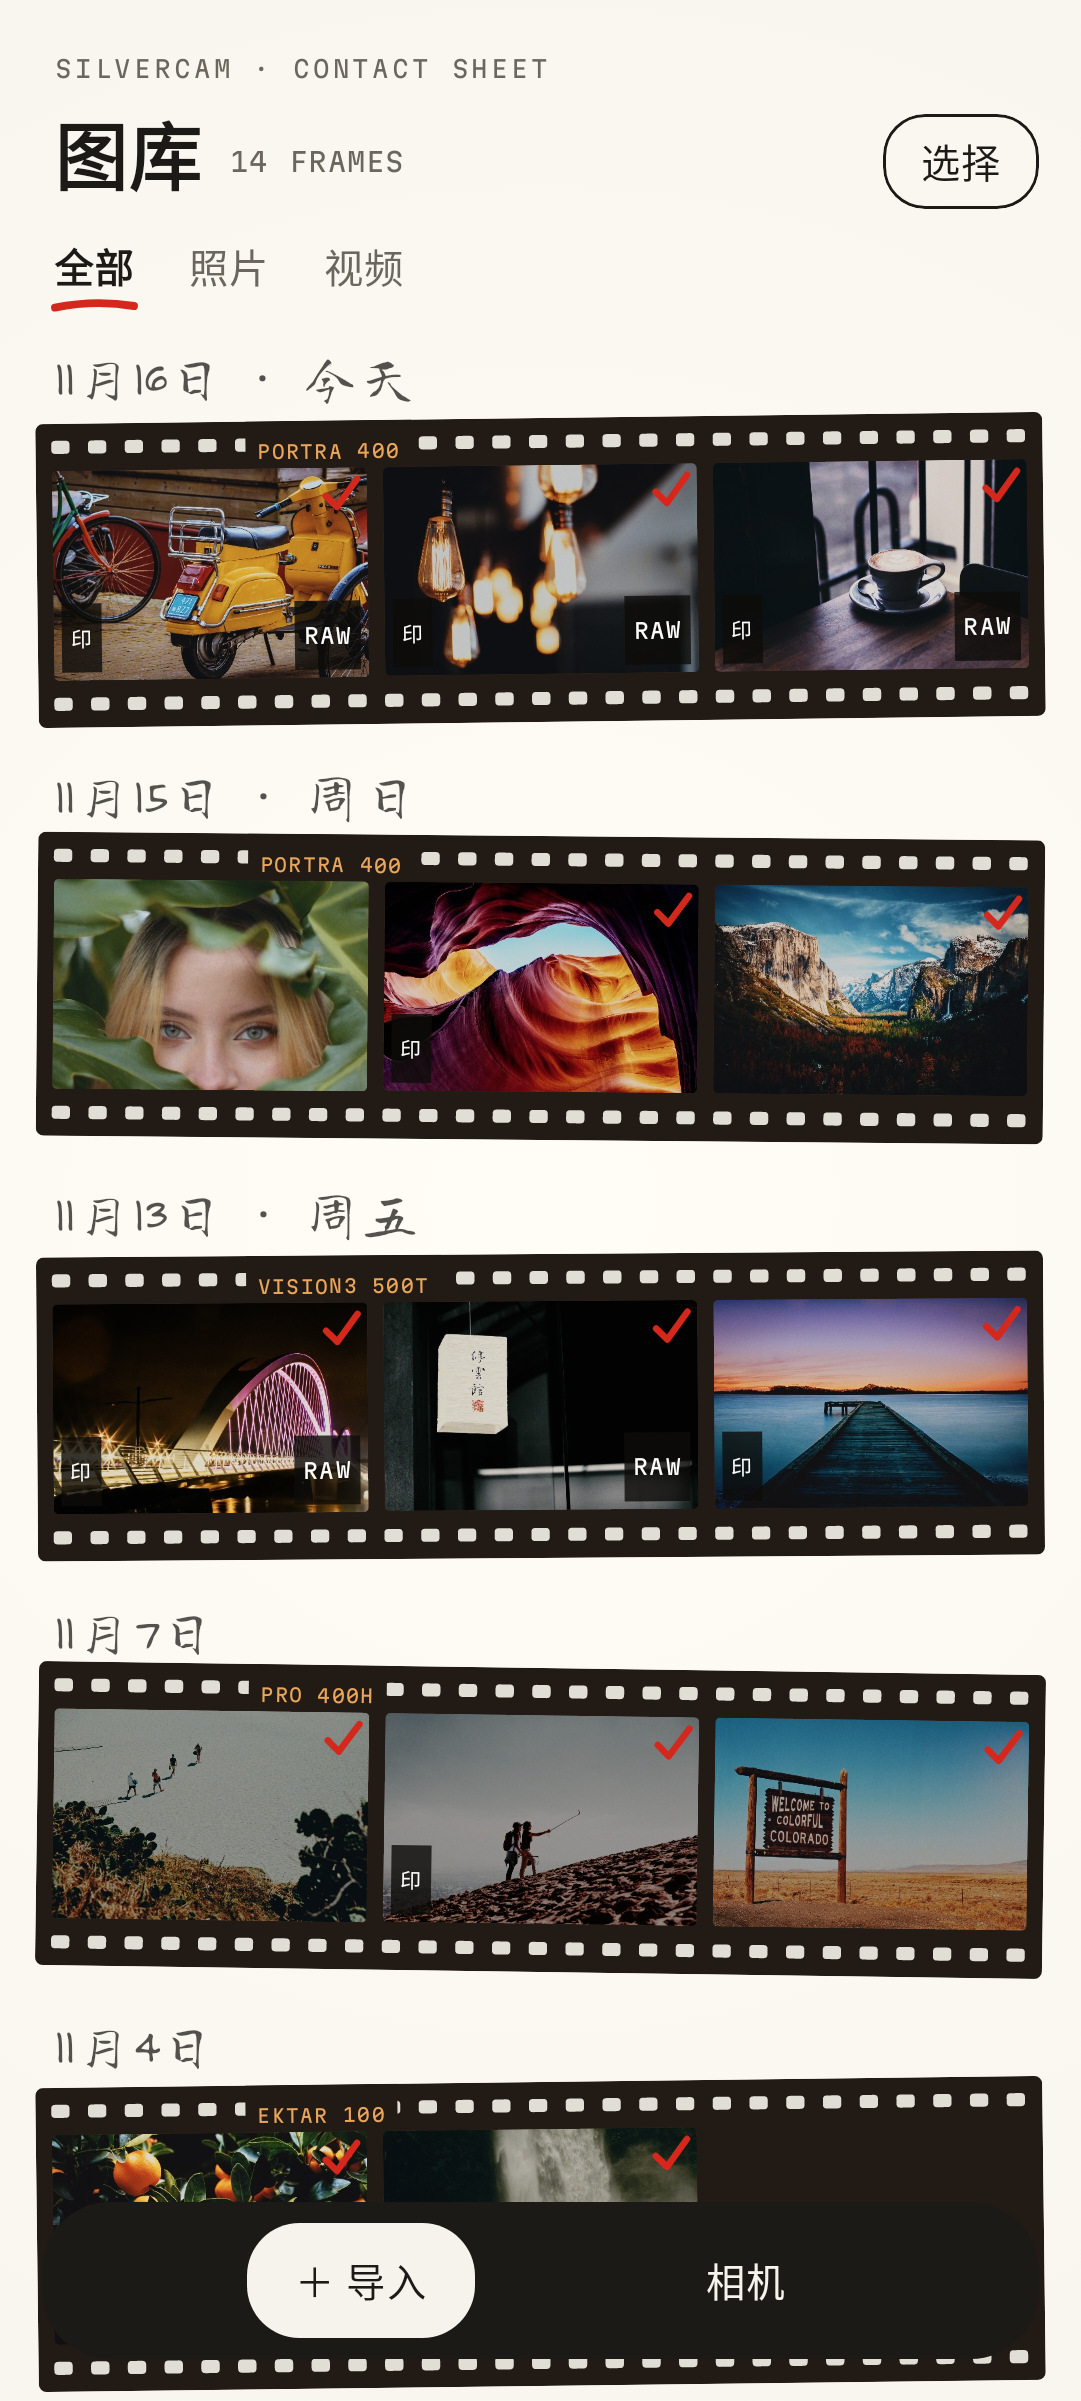 SILVERCAM · CONTACT SHEET
图库 14 FRAMES
选择
全部 照片 视频
11月16日 · 今天
PORTRA 400
印 RAW 印 RAW 印 RAW
11月15日 · 周日
PORTRA 400
印
11月13日 · 周五
VISION3 500T
停雲館
印 RAW RAW 印
11月7日
PRO 400H
WELCOME TO
COLORFUL
COLORADO
印
11月4日
EKTAR 100
+ 导入 相机